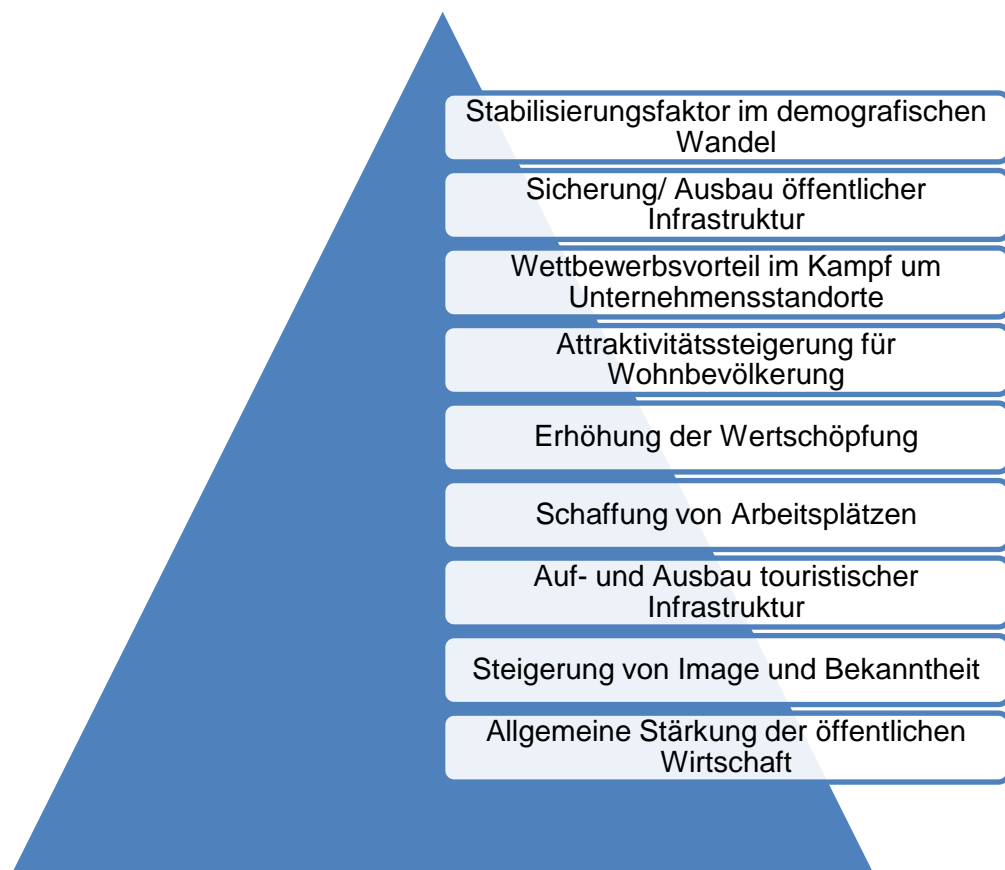 Stabilisierungsfaktor im demografischen
Wandel
Sicherung/ Ausbau öffentlicher
Infrastruktur
Wettbewerbsvorteil im Kampf um
Unternehmensstandorte
Attraktivitätssteigerung für
Wohnbevölkerung
Erhöhung der Wertschöpfung
Schaffung von Arbeitsplätzen
Auf- und Ausbau touristischer
Infrastruktur
Steigerung von Image und Bekanntheit
Allgemeine Stärkung der öffentlichen
Wirtschaft